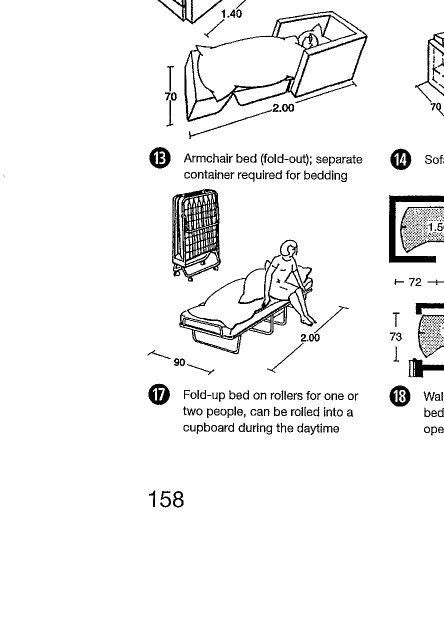 1.40
70
2.00
13 Armchair bed (fold-out); separate
container required for bedding
14 Sofa
70
1.5
72
73
2.00
90
17 Fold-up bed on rollers for one or
two people, can be rolled into a
cupboard during the daytime
18 Wal
bed
ope
158